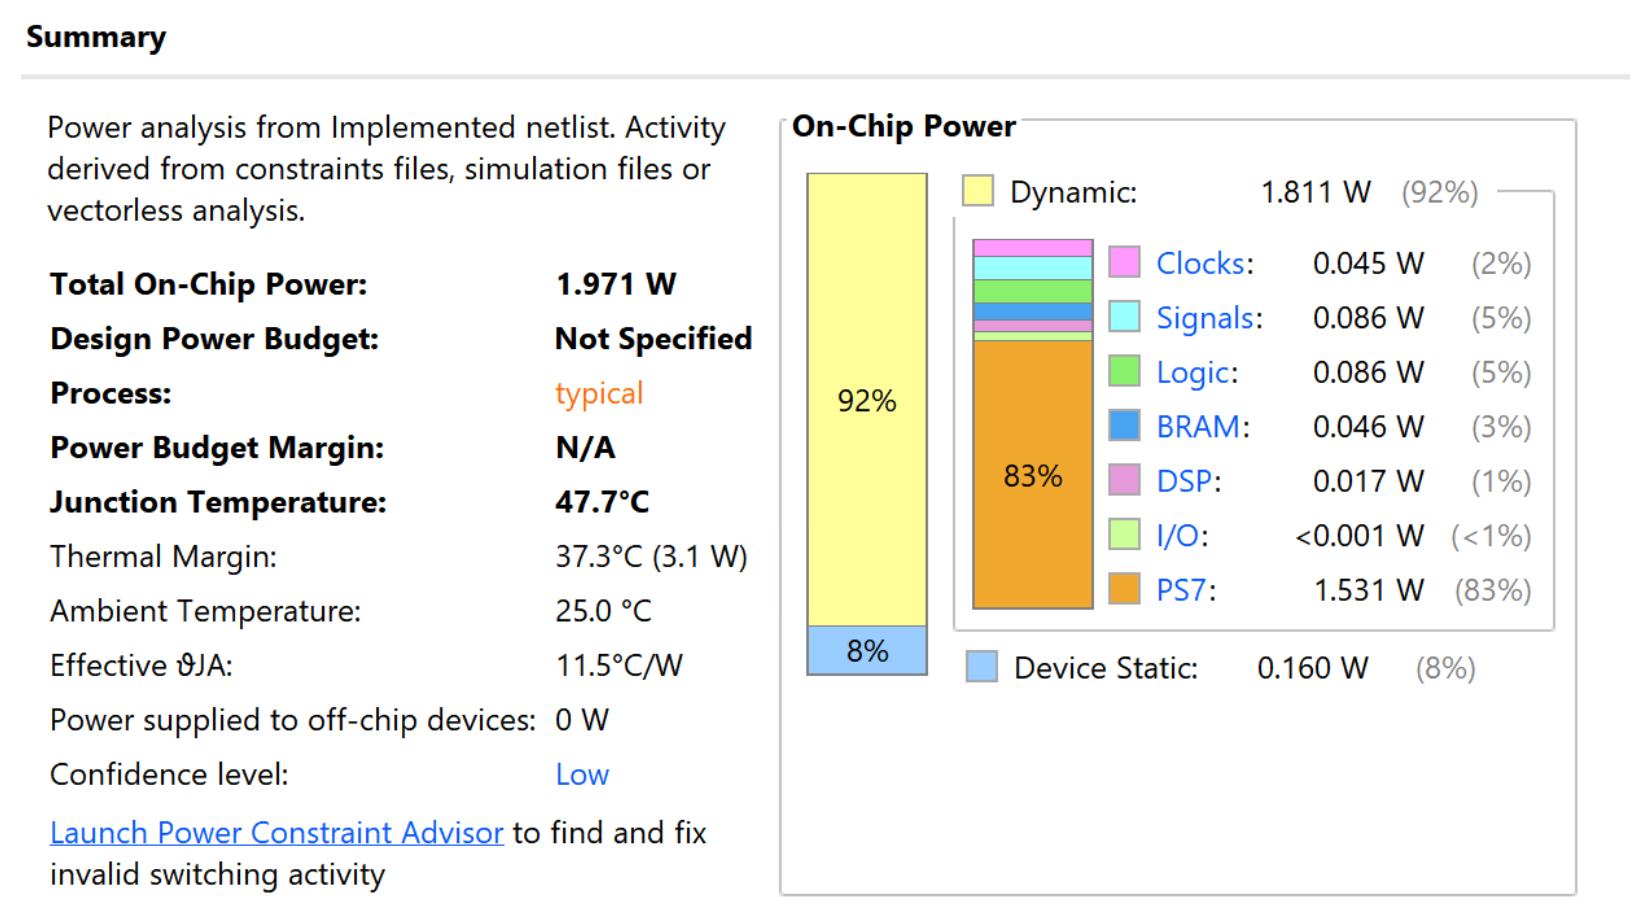 Summary
Power analysis from Implemented netlist. Activity
derived from constraints files, simulation files or
vectorless analysis.
Total On-Chip Power: 1.971 W
Design Power Budget: Not Specified
Process: typical
Power Budget Margin: N/A
Junction Temperature: 47.7°C
Thermal Margin: 37.3°C (3.1 W)
Ambient Temperature: 25.0 °C
Effective ϑJA: 11.5°C/W
Power supplied to off-chip devices: 0 W
Confidence level: Low
Launch Power Constraint Advisor to find and fix
invalid switching activity
On-Chip Power
92%
8%
Dynamic: 1.811 W (92%)
83%
Clocks: 0.045 W (2%)
Signals: 0.086 W (5%)
Logic: 0.086 W (5%)
BRAM: 0.046 W (3%)
DSP: 0.017 W (1%)
I/O: <0.001 W (<1%)
PS7: 1.531 W (83%)
Device Static: 0.160 W (8%)